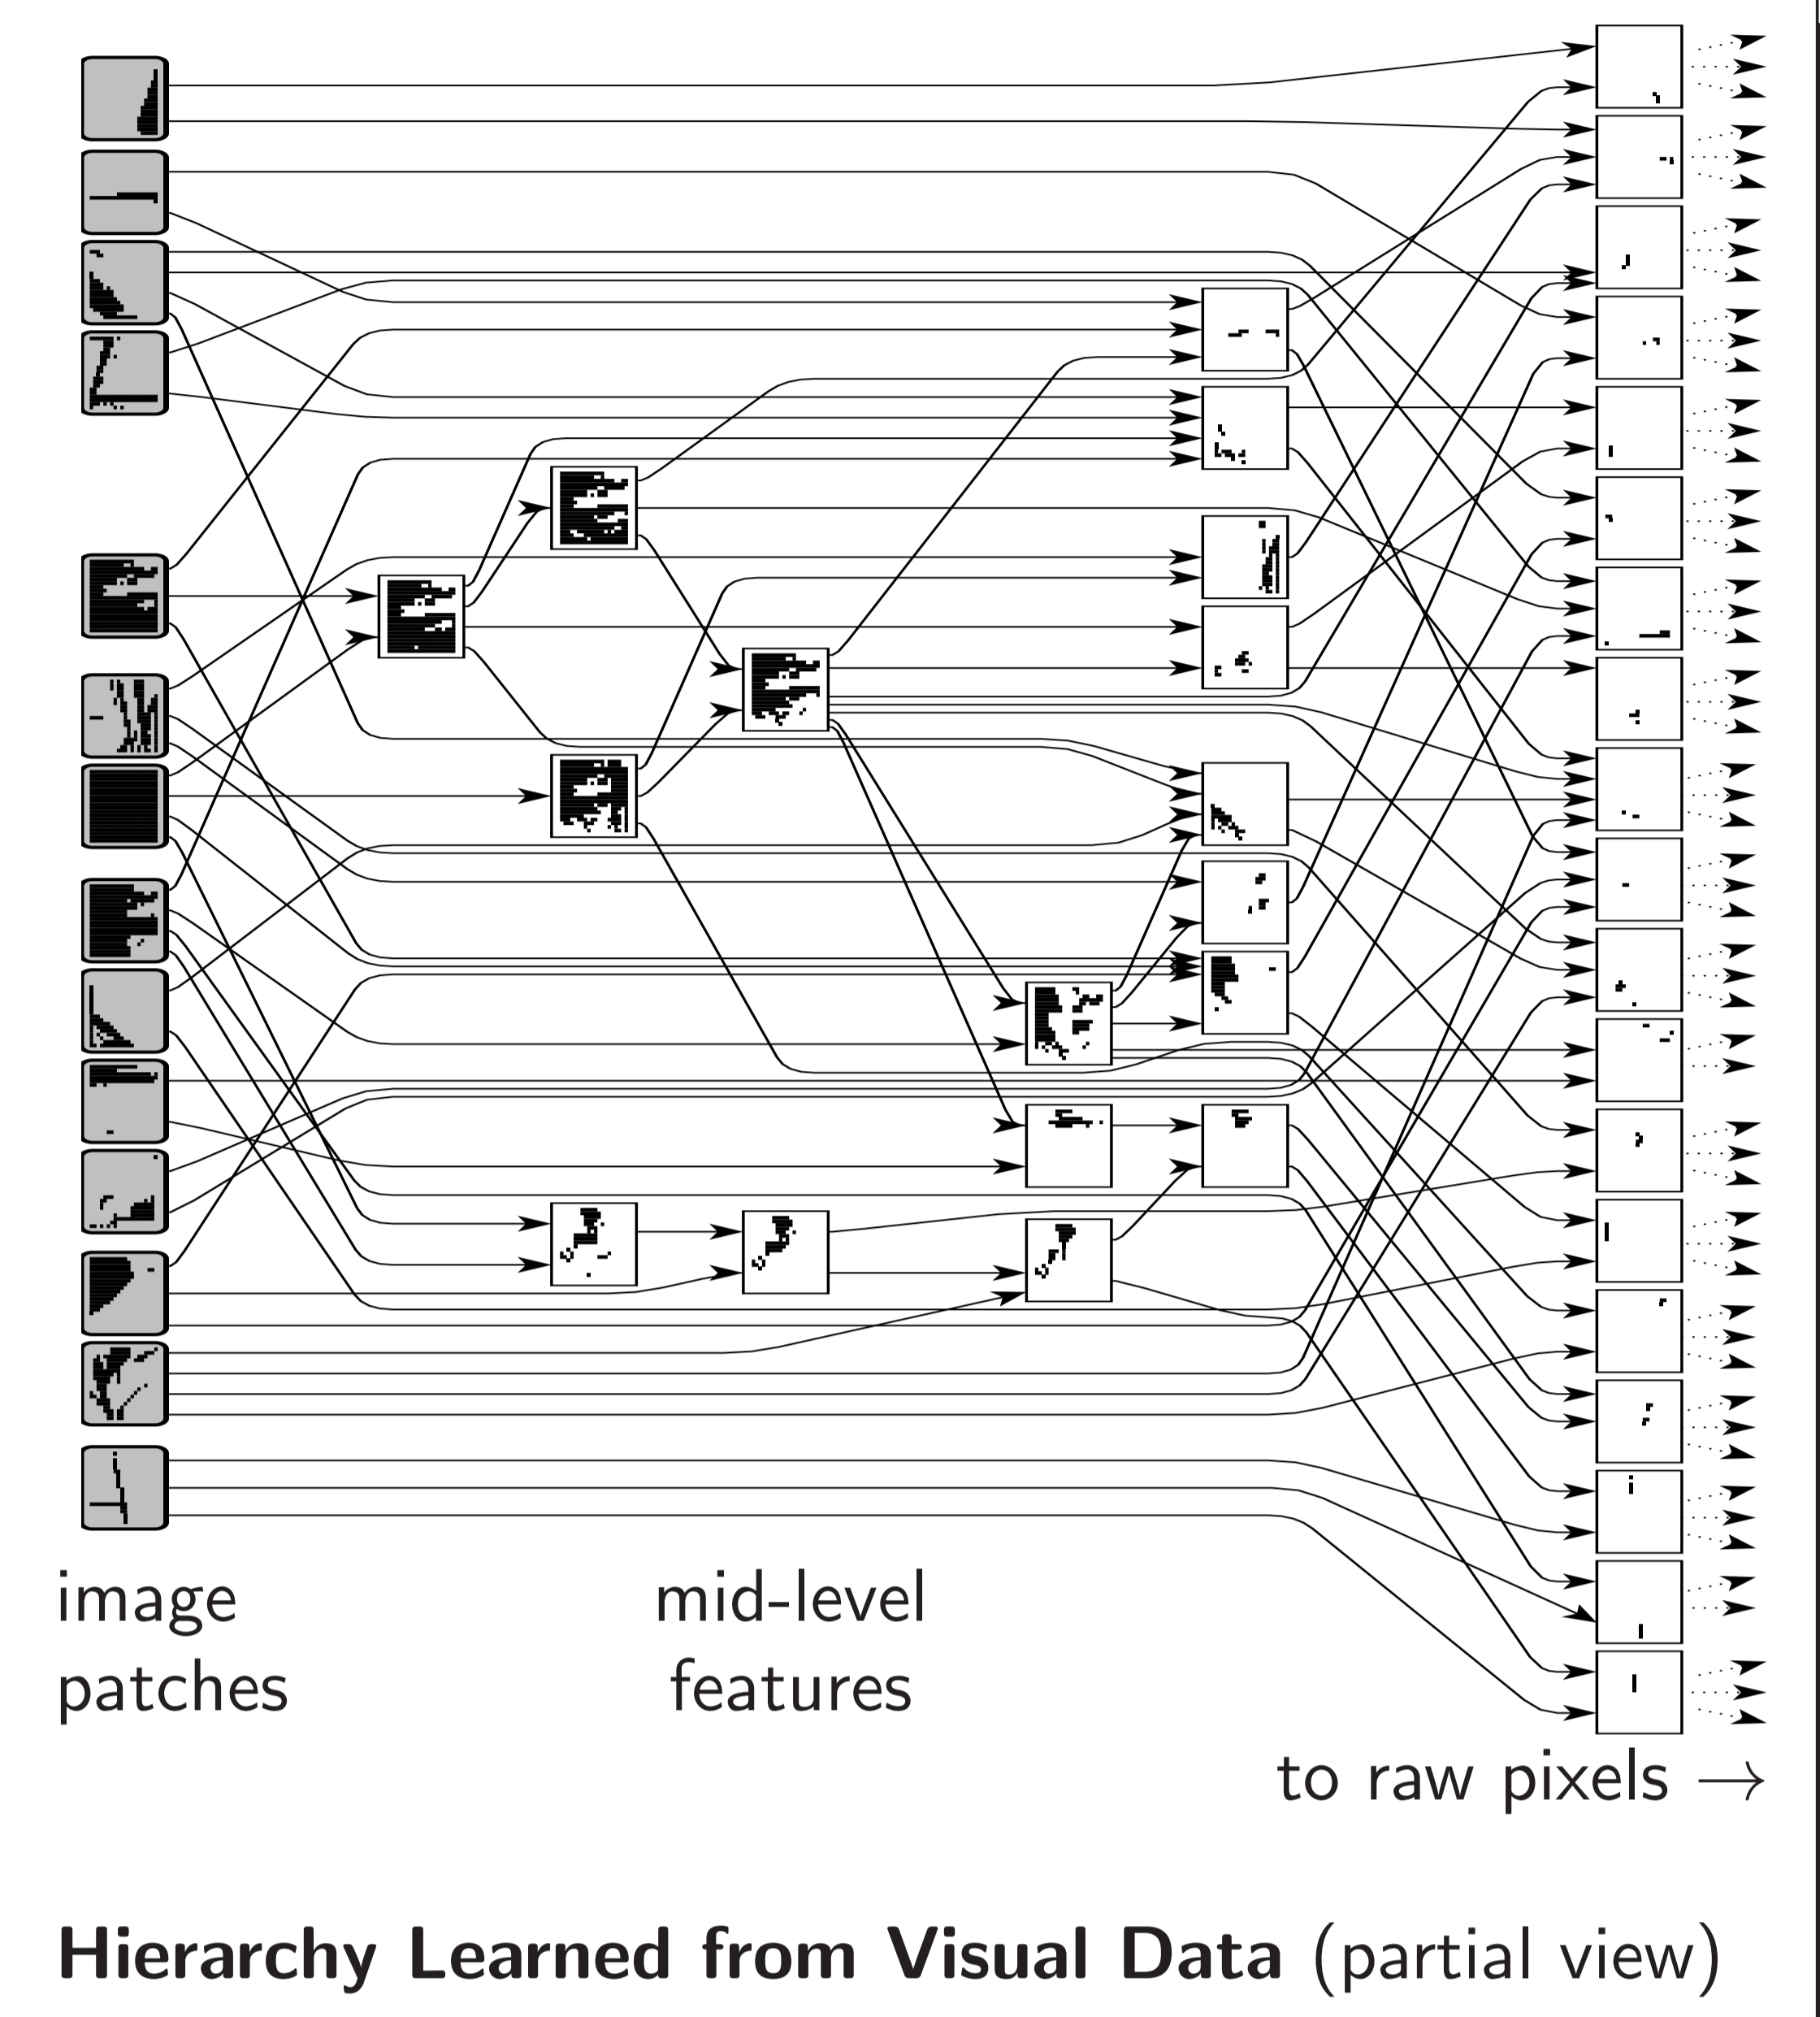 image
patches
mid-level
features
to raw pixels →
Hierarchy Learned from Visual Data (partial view)